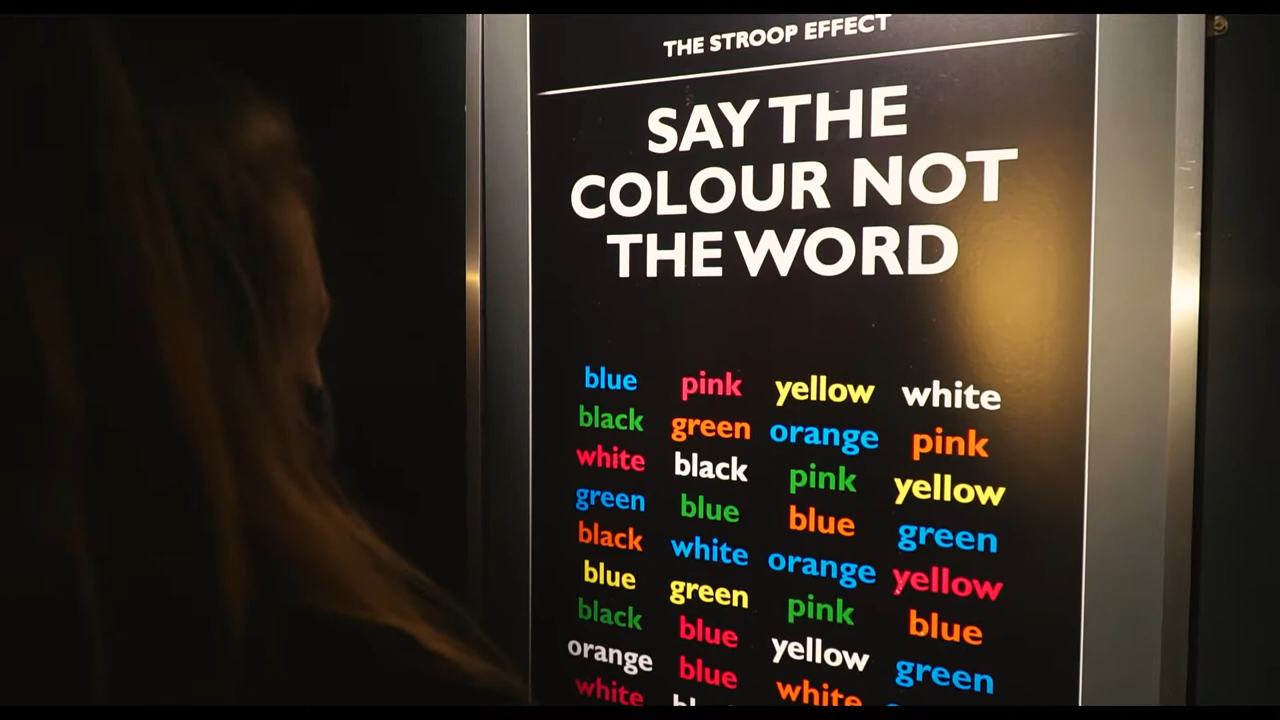 THE STROOP EFFECT
SAY THE
COLOUR NOT
THE WORD
blue pink yellow white
black green orange pink
white black pink yellow
green blue blue green
black white orange yellow
blue green pink blue
black blue yellow green
orange blue white
white